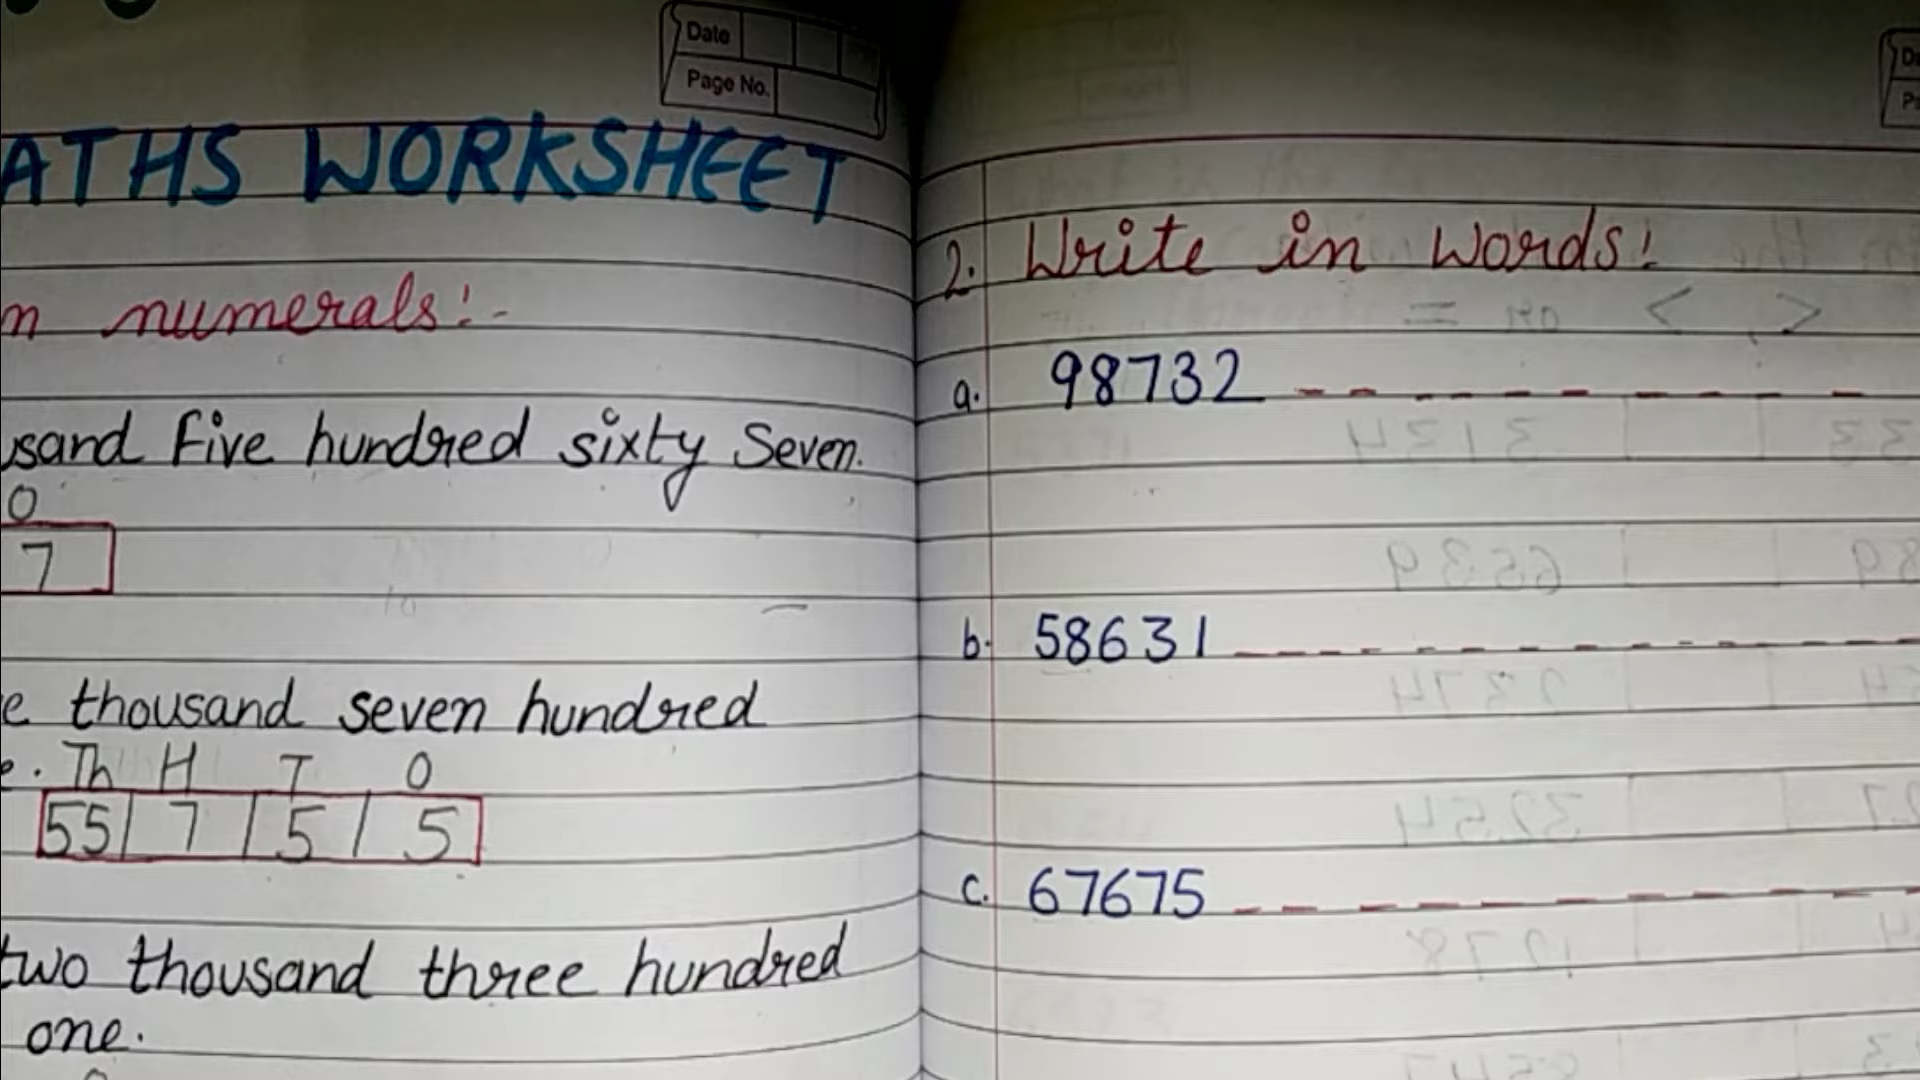 Date
Page No.
ATHS WORKSHEET
n numerals:-
usand Five hundred sixty Seven.
O
7
e thousand seven hundred
e. Th H T O
55 7 5 5
two thousand three hundred
one.
2. Write in words:
a. 98732
b. 58631
c. 67675